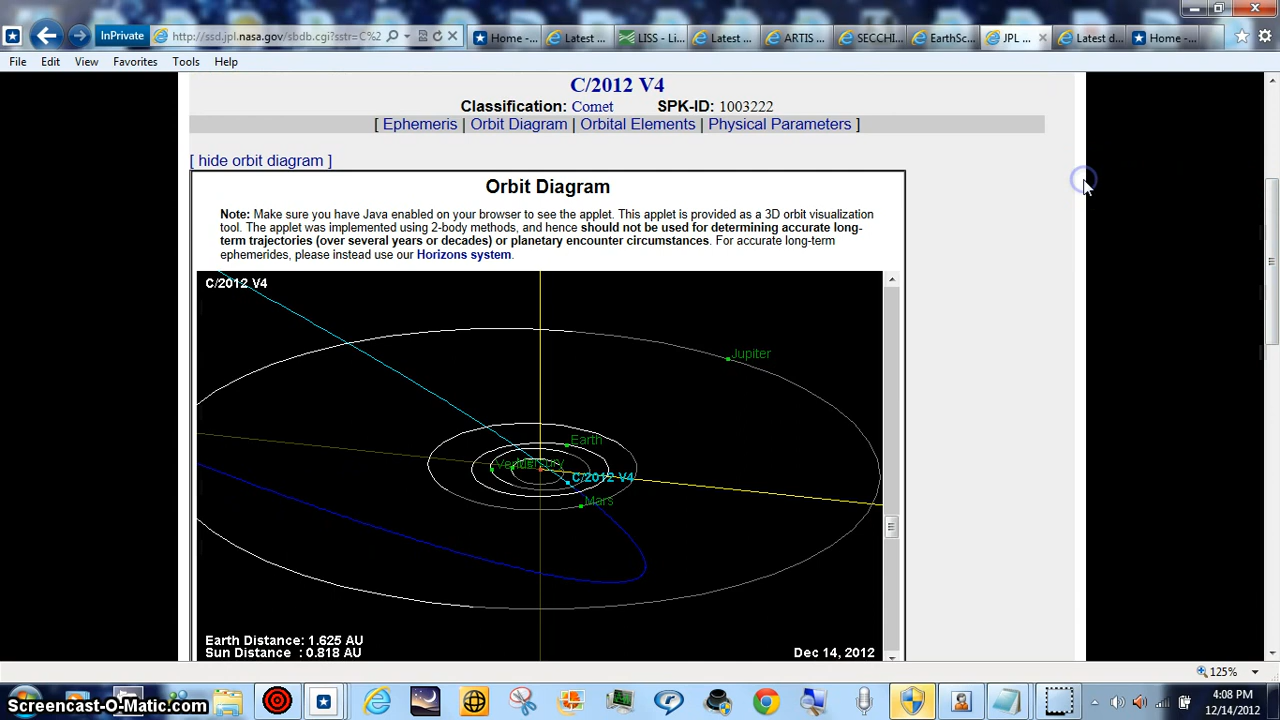 InPrivate
http://ssd.jpl.nasa.gov/sbdb.cgi?sstr=C%2
Home -...
Latest ...
LISS - Li...
Latest ...
ARTIS ...
SECCHI...
EarthSc...
JPL ...
Latest d...
Home -...
File Edit View Favorites Tools Help
C/2012 V4
Classification: Comet SPK-ID: 1003222
[ Ephemeris | Orbit Diagram | Orbital Elements | Physical Parameters ]
[ hide orbit diagram ]
Orbit Diagram
Note: Make sure you have Java enabled on your browser to see the applet. This applet is provided as a 3D orbit visualization
tool. The applet was implemented using 2-body methods, and hence should not be used for determining accurate long-
term trajectories (over several years or decades) or planetary encounter circumstances. For accurate long-term
ephemerides, please instead use our Horizons system.
C/2012 V4
Jupiter
Earth
C/2012 V4
Mars
Earth Distance: 1.625 AU
Sun Distance : 0.818 AU
Dec 14, 2012
125%
Screencast-O-Matic.com
4:08 PM
12/14/2012